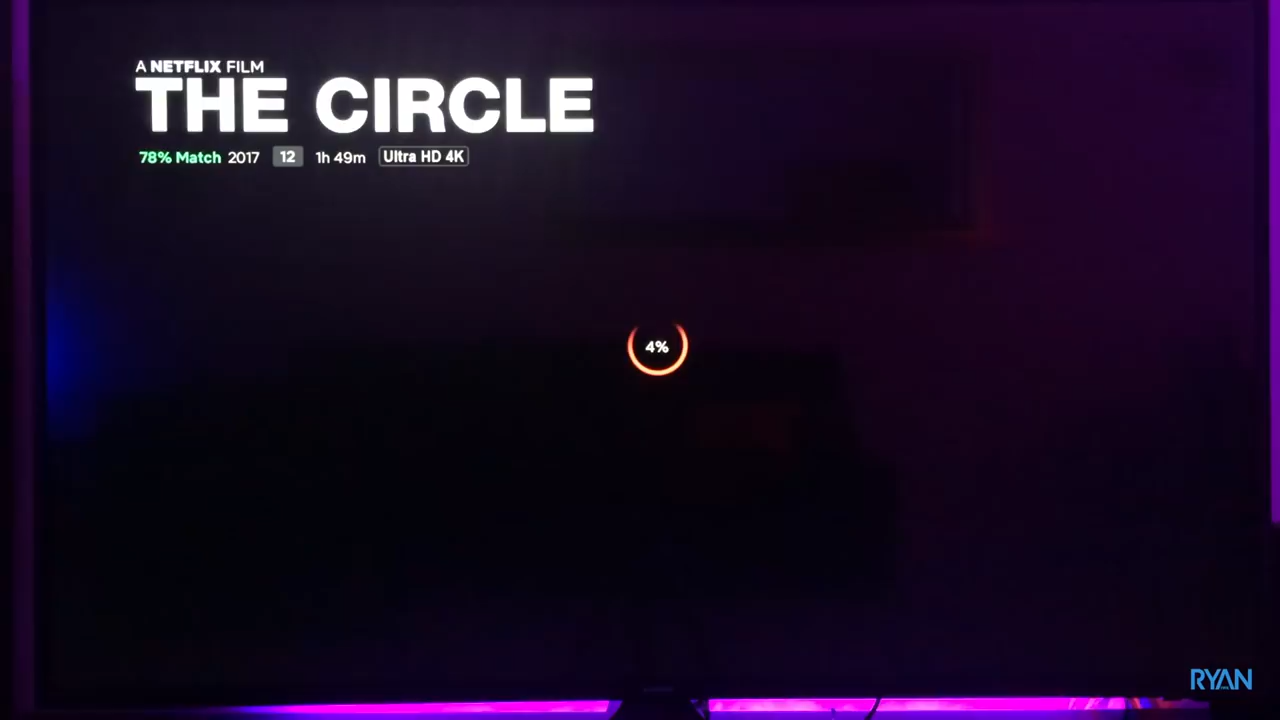 A NETFLIX FILM
THE CIRCLE
78% Match 2017 12 1h 49m Ultra HD 4K
4%
RYAN